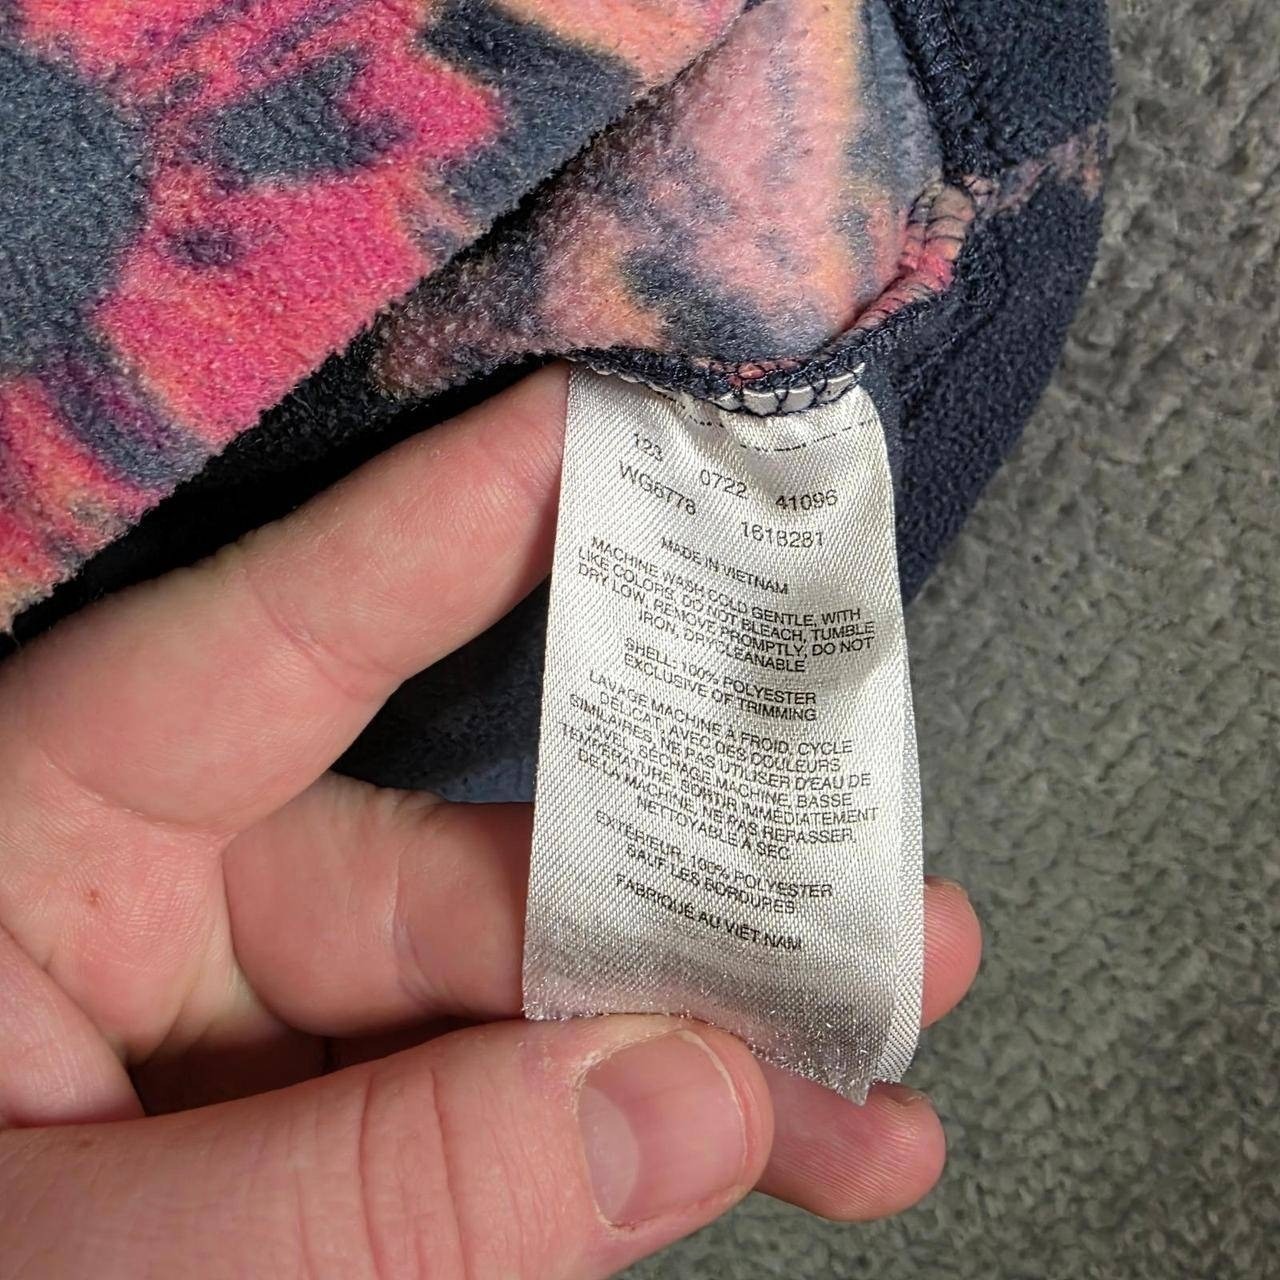 123 0722 41096
WG6778 1618281
MADE IN VIETNAM
MACHINE WASH COLD GENTLE, WITH
LIKE COLORS, DO NOT BLEACH, TUMBLE
DRY LOW, REMOVE PROMPTLY, DO NOT
IRON, DRYCLEANABLE
SHELL: 100% POLYESTER
EXCLUSIVE OF TRIMMING
LAVAGE MACHINE À FROID, CYCLE
DÉLICAT, AVEC DES COULEURS
SIMILAIRES, NE PAS UTILISER D'EAU DE
JAVEL, SÉCHAGE MACHINE, BASSE
TEMPÉRATURE, SORTIR IMMÉDIATEMENT
DE LA MACHINE, NE PAS REPASSER,
NETTOYABLE À SEC
EXTÉRIEUR: 100% POLYESTER
SAUF LES BORDURES
FABRIQUÉ AU VIET NAM